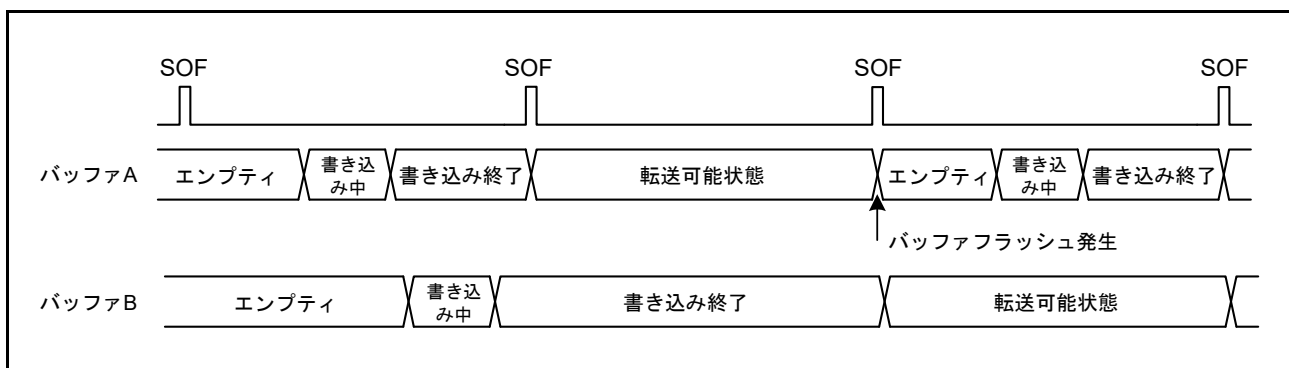 SOF SOF SOF SOF
バッファA エンプティ 書き込み中 書き込み終了 転送可能状態 エンプティ 書き込み中 書き込み終了
バッファフラッシュ発生
バッファB エンプティ 書き込み中 書き込み終了 転送可能状態